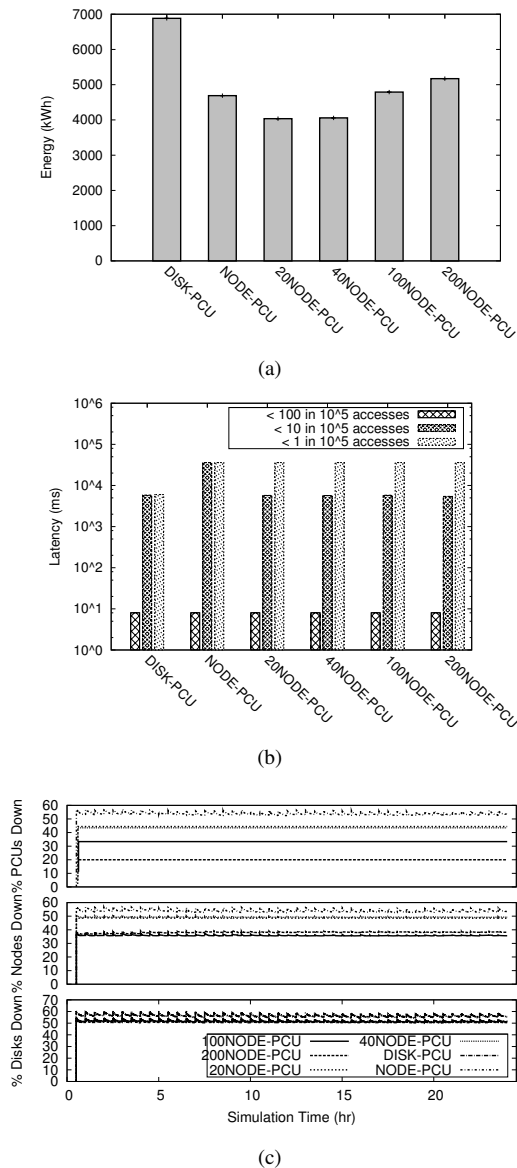 7000
6000
5000
4000
3000
2000
1000
0
Energy (kWh)
DISK-PCU
NODE-PCU
20NODE-PCU
40NODE-PCU
100NODE-PCU
200NODE-PCU
(a)
10^6
10^5
10^4
10^3
10^2
10^1
10^0
Latency (ms)
< 100 in 10^5 accesses
< 10 in 10^5 accesses
< 1 in 10^5 accesses
DISK-PCU
NODE-PCU
20NODE-PCU
40NODE-PCU
100NODE-PCU
200NODE-PCU
(b)
60
50
40
30
20
10
0
% PCUs Down
60
50
40
30
20
10
0
% Nodes Down
60
50
40
30
20
10
0
% Disks Down
100NODE-PCU
200NODE-PCU
20NODE-PCU
40NODE-PCU
DISK-PCU
NODE-PCU
0 5 10 15 20
Simulation Time (hr)
(c)